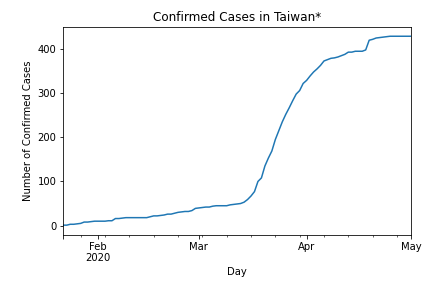 Confirmed Cases in Taiwan*
Number of Confirmed Cases
400
300
200
100
0
Feb
2020
Mar
Apr
May
Day